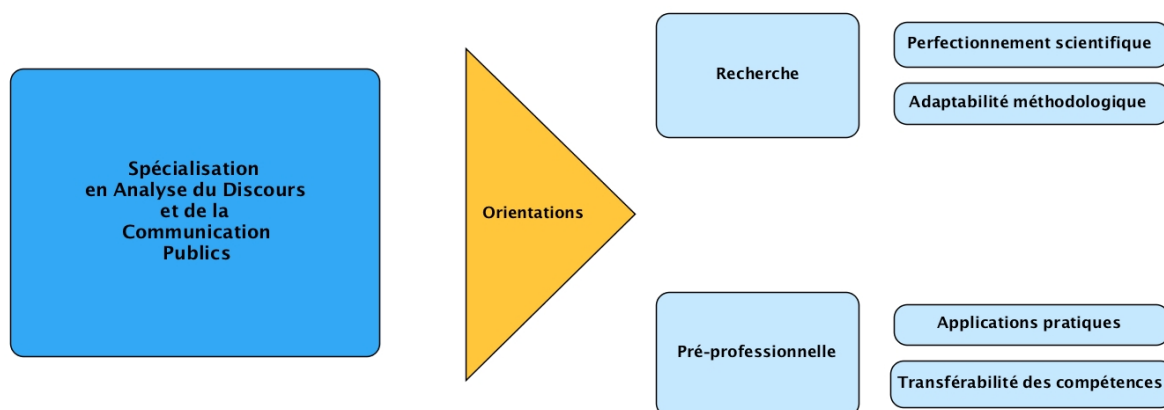 Spécialisation
en Analyse du Discours
et de la
Communication
Publics
Orientations
Recherche
Perfectionnement scientifique
Adaptabilité méthodologique
Pré-professionnelle
Applications pratiques
Transférabilité des compétences